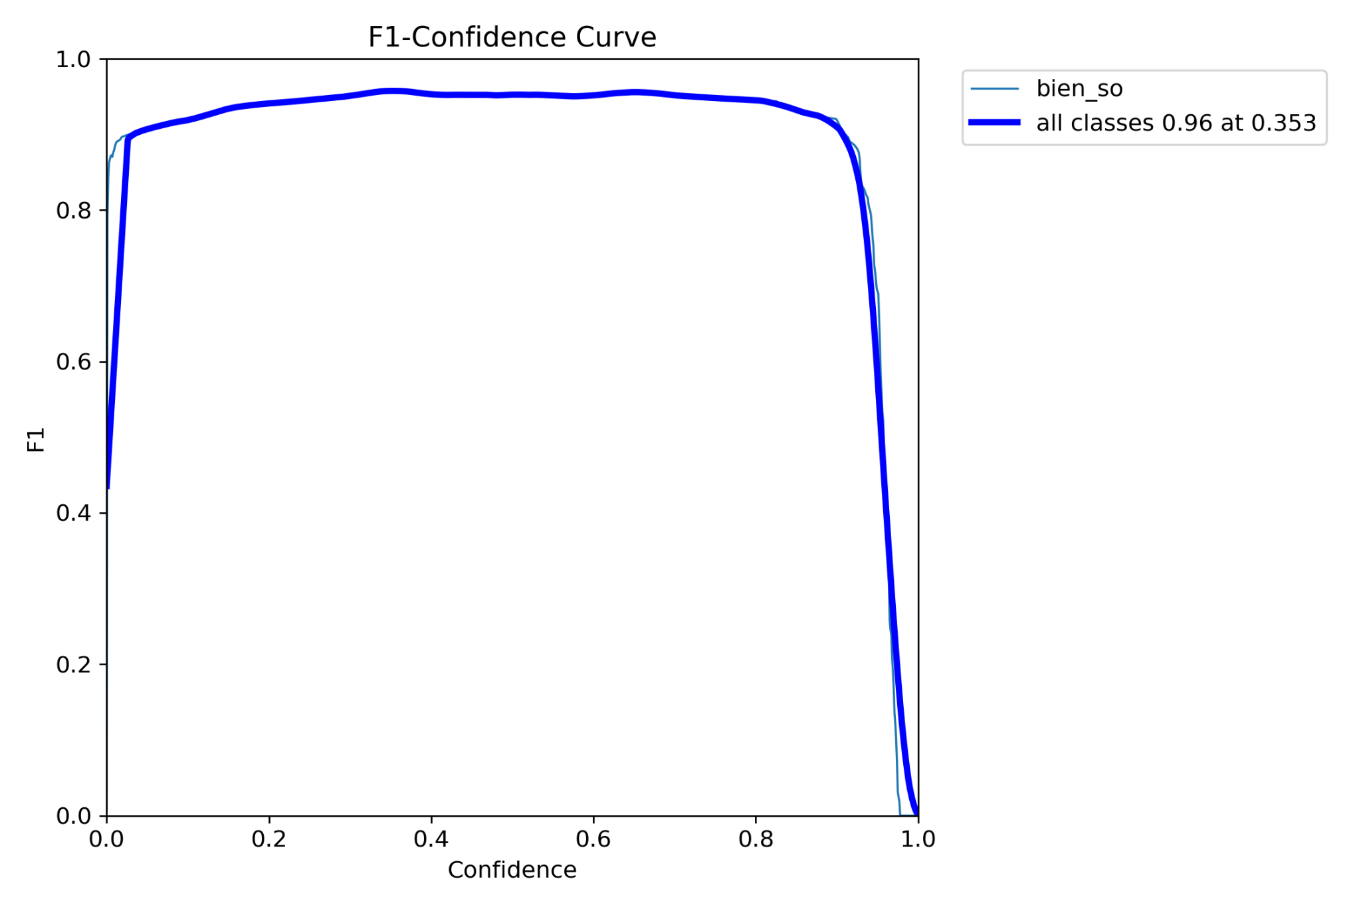 F1-Confidence Curve
bien_so
all classes 0.96 at 0.353
1.0
0.8
0.6
0.4
0.2
0.0
F1
0.0 0.2 0.4 0.6 0.8 1.0
Confidence